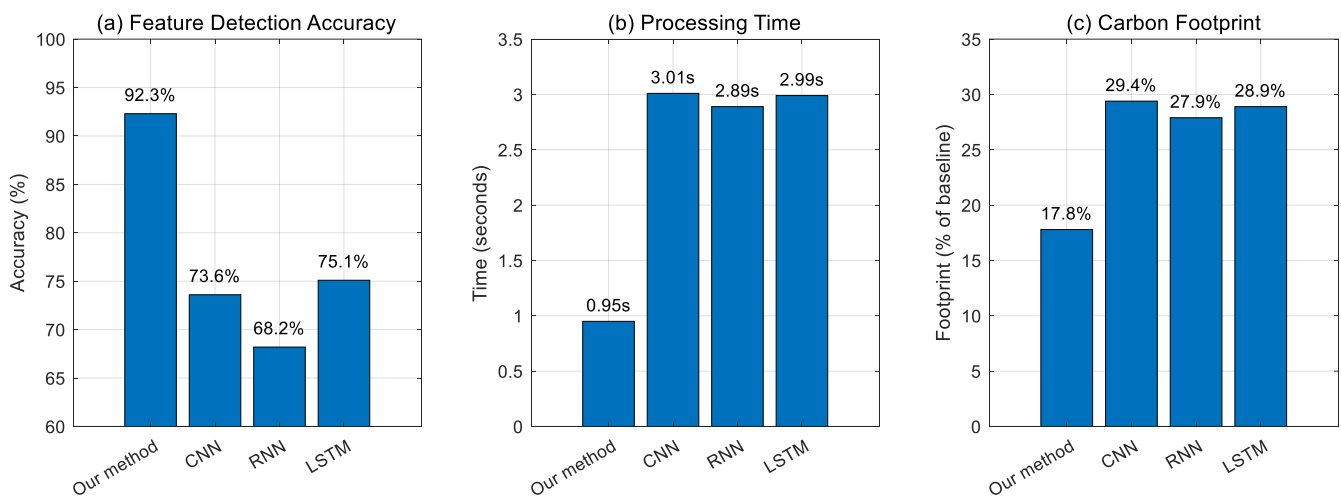 (a) Feature Detection Accuracy
Accuracy (%)
100
95
90
85
80
75
70
65
60
92.3%
73.6%
68.2%
75.1%
Our method
CNN
RNN
LSTM
(b) Processing Time
Time (seconds)
3.5
3
2.5
2
1.5
1
0.5
0
0.95s
3.01s
2.89s
2.99s
Our method
CNN
RNN
LSTM
(c) Carbon Footprint
Footprint (% of baseline)
35
30
25
20
15
10
5
0
17.8%
29.4%
27.9%
28.9%
Our method
CNN
RNN
LSTM